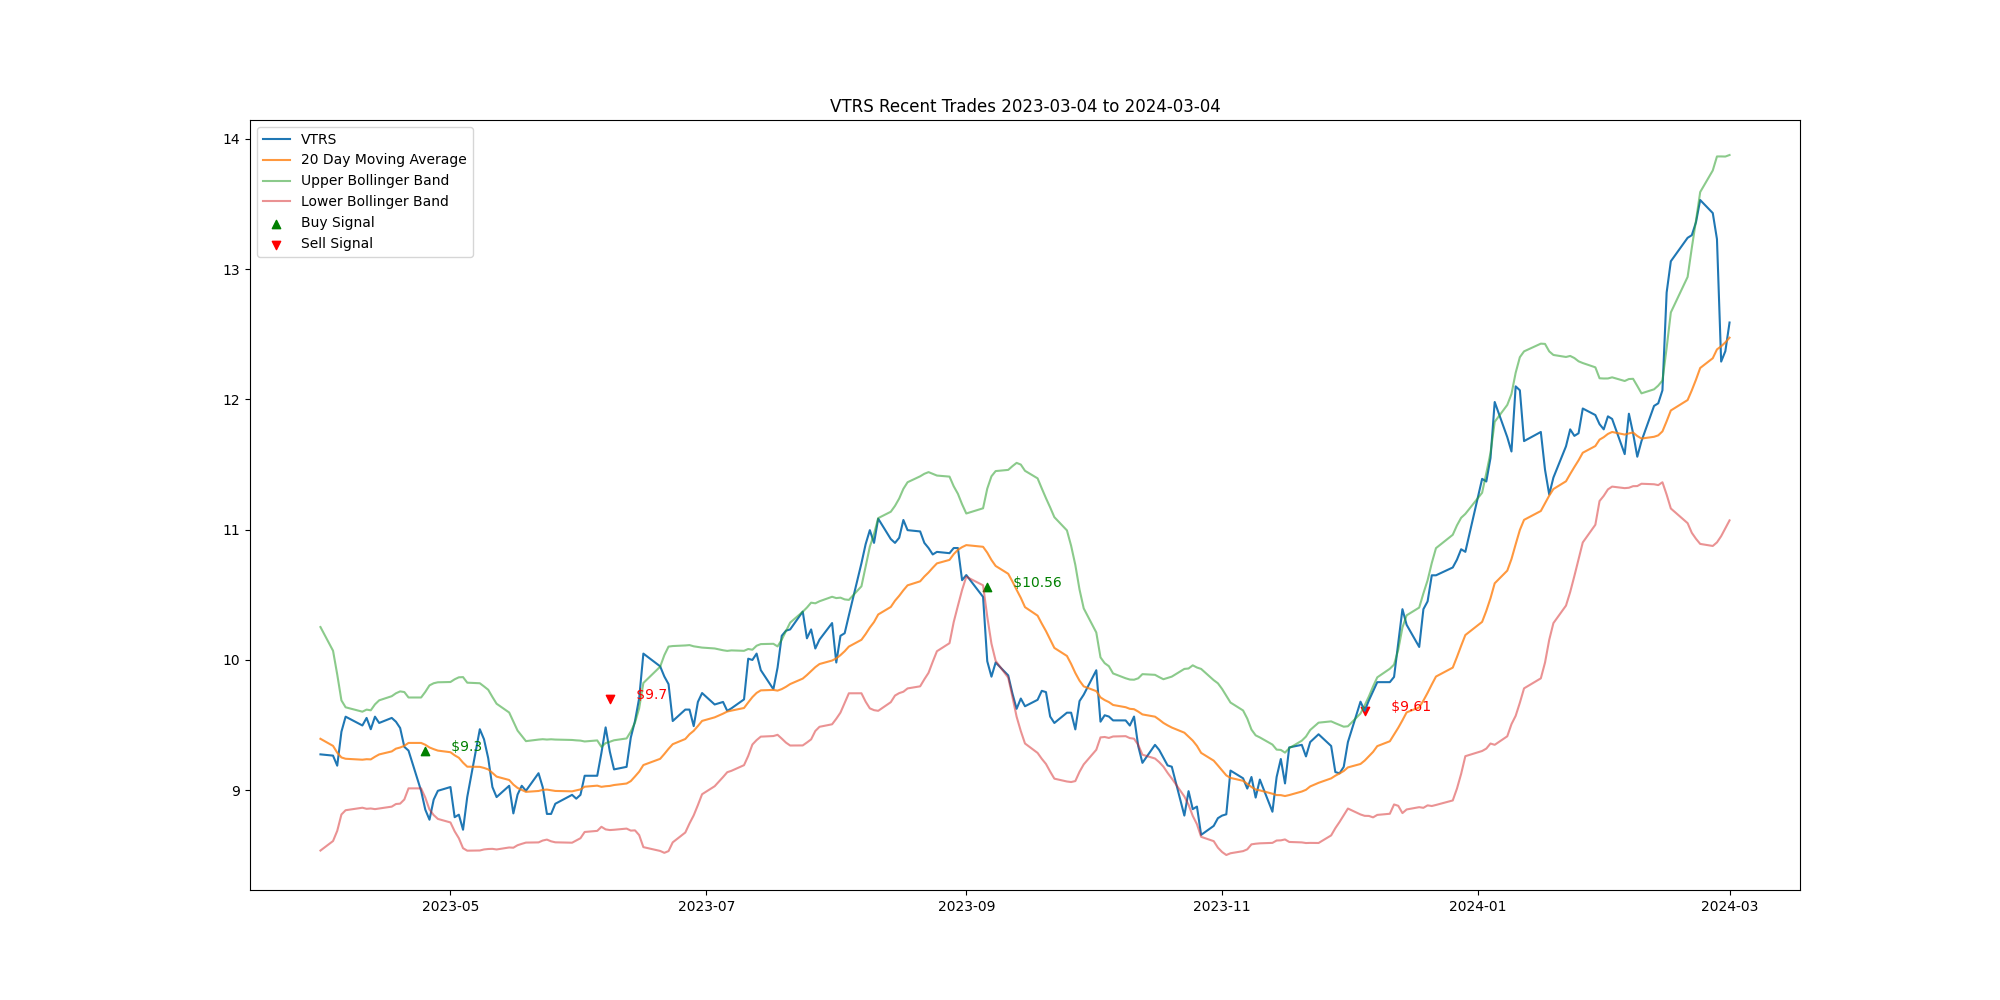 VTRS Recent Trades 2023-03-04 to 2024-03-04
VTRS
20 Day Moving Average
Upper Bollinger Band
Lower Bollinger Band
Buy Signal
Sell Signal
14
13
12
11
10
9
$9.3
$9.7
$10.56
$9.61
2023-05
2023-07
2023-09
2023-11
2024-01
2024-03